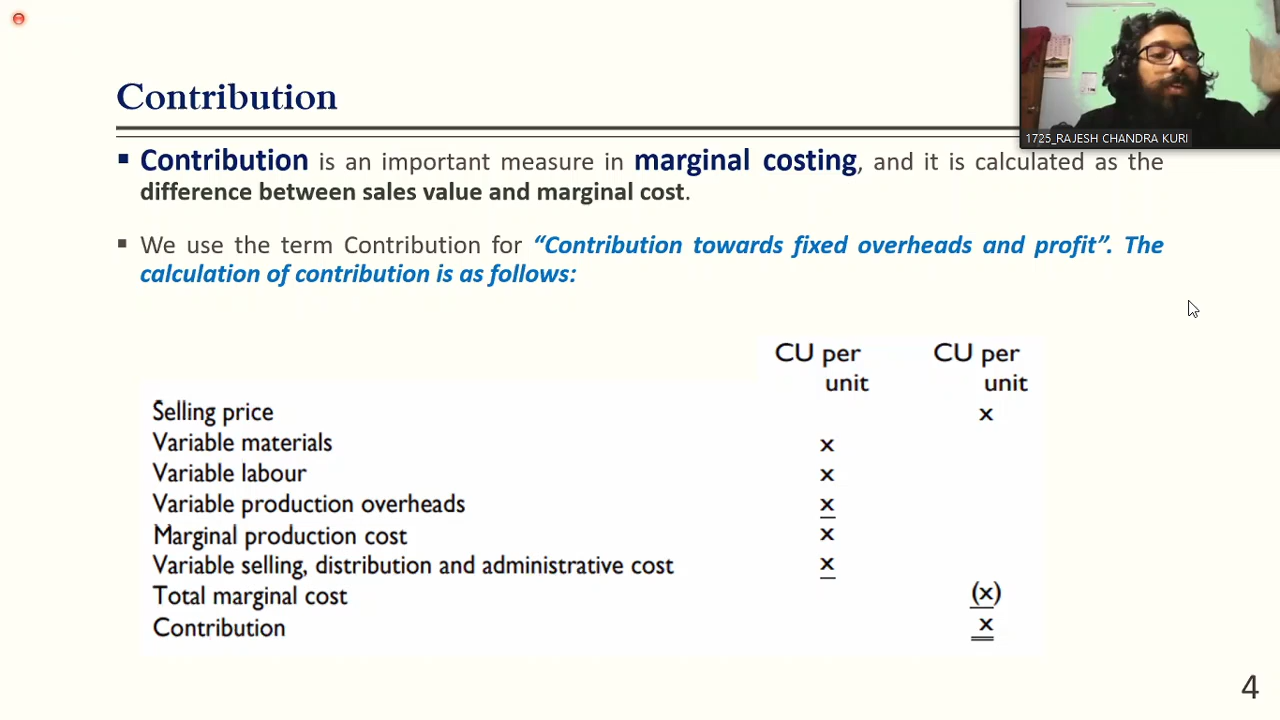 Contribution
1725_RAJESH CHANDRA KURI
▪ Contribution is an important measure in marginal costing, and it is calculated as the
difference between sales value and marginal cost.
▪ We use the term Contribution for “Contribution towards fixed overheads and profit”. The
calculation of contribution is as follows:
CU per CU per
unit unit
Selling price x
Variable materials x
Variable labour x
Variable production overheads x
Marginal production cost x
Variable selling, distribution and administrative cost x
Total marginal cost (x)
Contribution x
4